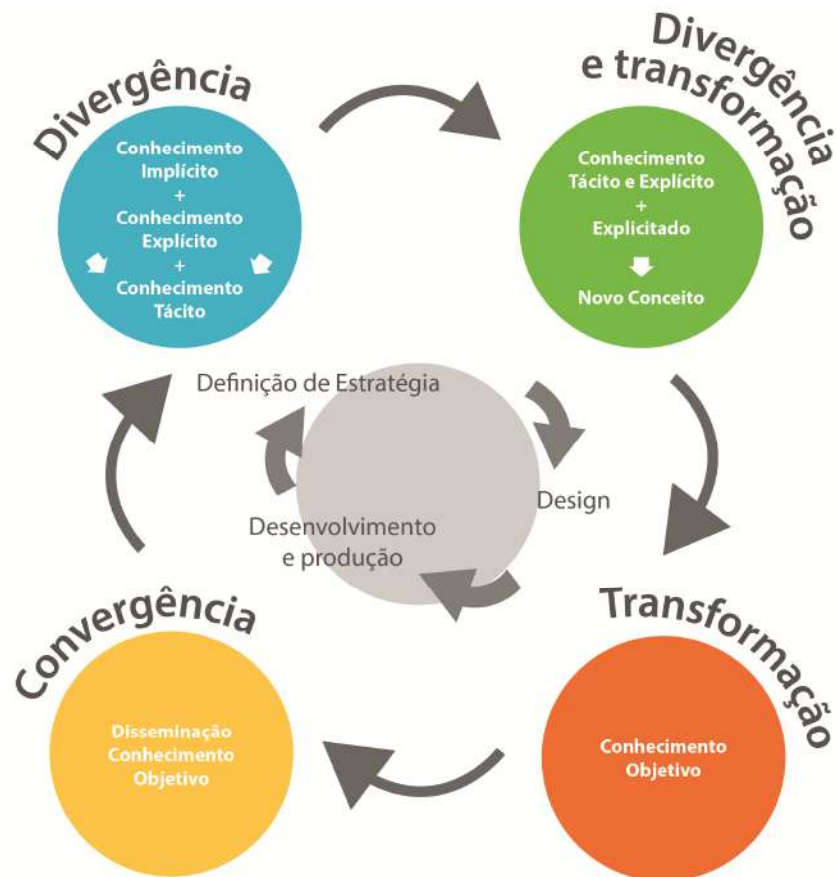 Divergência
Conhecimento
Implícito
+
Conhecimento
Explícito
+
Conhecimento
Tácito
Divergência
e transformação
Conhecimento
Tácito e Explícito
+
Explicitado
Novo Conceito
Definição de Estratégia
Design
Desenvolvimento
e produção
Convergência
Disseminação
Conhecimento
Objetivo
Transformação
Conhecimento
Objetivo